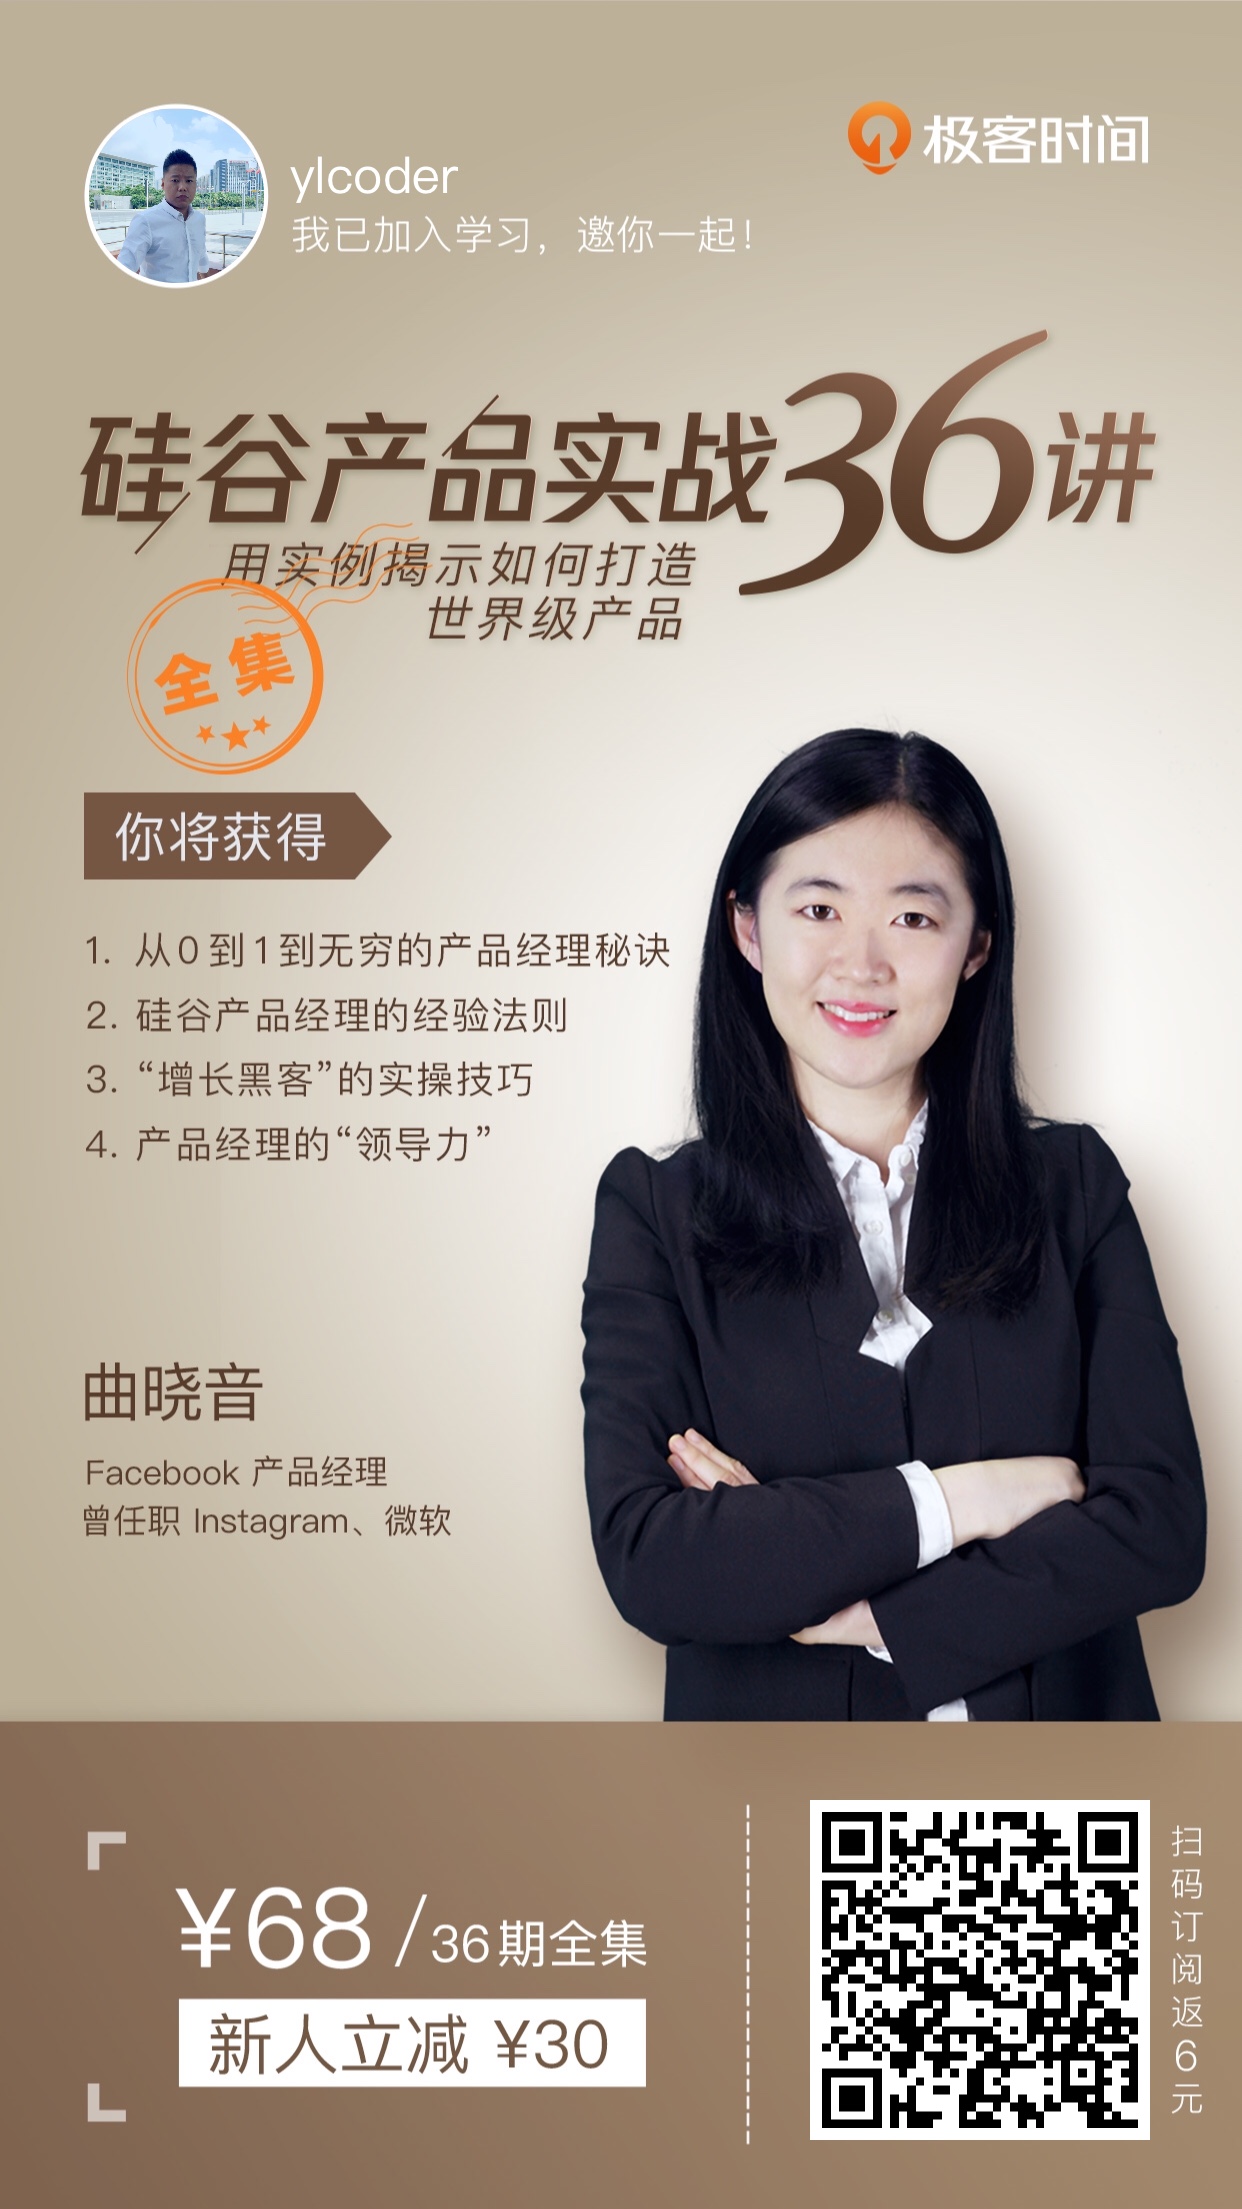 极客时间
ylcoder
我已加入学习，邀你一起！
硅谷产品实战36讲
用实例揭示如何打造
世界级产品
全集
你将获得
1. 从0到1到无穷的产品经理秘诀
2. 硅谷产品经理的经验法则
3. “增长黑客”的实操技巧
4. 产品经理的“领导力”
曲晓音
Facebook 产品经理
曾任职 Instagram、微软
¥68/36期全集
新人立减 ¥30
扫码订阅返6元